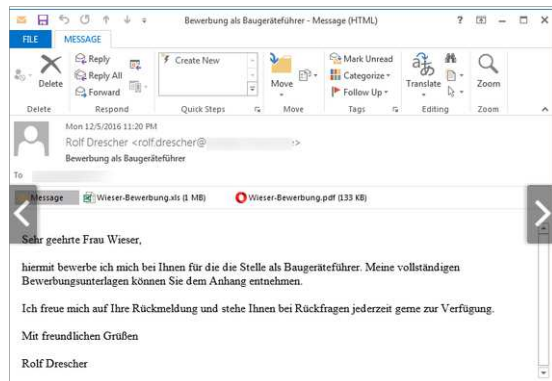 Bewerbung als Baugeräteführer - Message (HTML)
FILE
MESSAGE
Delete
Reply
Reply All
Forward
Create New
Move
Mark Unread
Categorize
Follow Up
Translate
Zoom
Delete
Respond
Quick Steps
Move
Tags
Editing
Zoom
Mon 12/5/2016 11:20 PM
Rolf Drescher <rolf.drescher@ >
Bewerbung als Baugeräteführer
To
Message
Wieser-Bewerbung.xls (1 MB)
Wieser-Bewerbung.pdf (133 KB)
Sehr geehrte Frau Wieser,
hiermit bewerbe ich mich bei Ihnen für die die Stelle als Baugeräteführer. Meine vollständigen
Bewerbungsunterlagen können Sie dem Anhang entnehmen.
Ich freue mich auf Ihre Rückmeldung und stehe Ihnen bei Rückfragen jederzeit gerne zur Verfügung.
Mit freundlichen Grüßen
Rolf Drescher